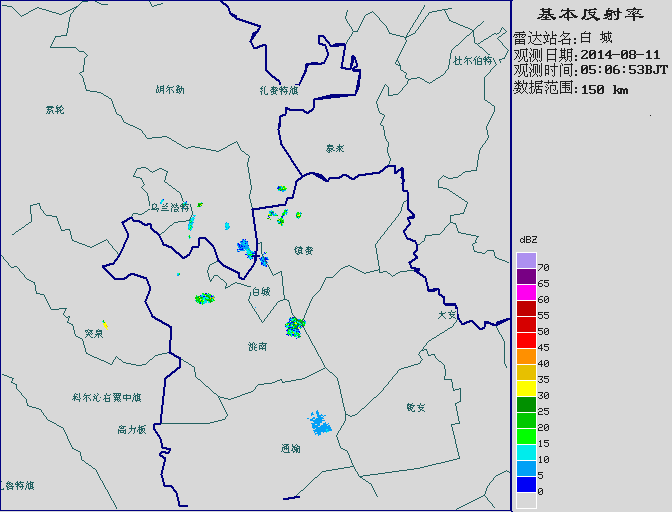 基本反射率
雷达站名:白 城
观测日期:2014-08-11
观测时间:05:06:53BJT
数据范围:150 km
杜尔伯特
胡尔勒
扎赉特旗
索轮
泰来
乌兰浩特
镇赉
白城
大安
突泉
洮南
科尔沁右翼中旗
高力板
乾安
通榆
鲁特旗
dBZ
70
65
60
55
50
45
40
35
30
25
20
15
10
5
0